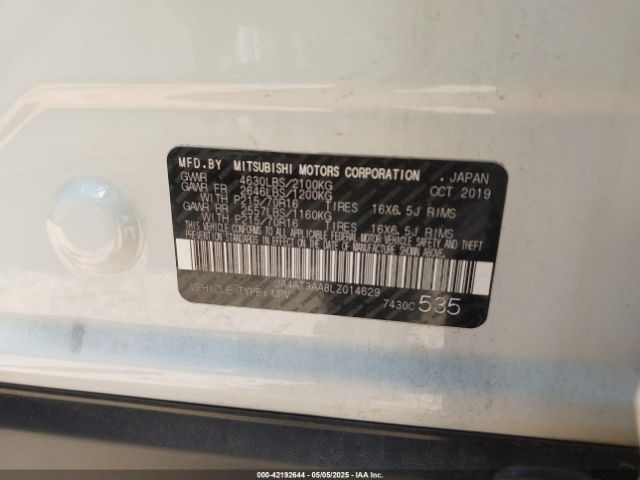 MFD.BY MITSUBISHI MOTORS CORPORATION , JAPAN
GVWR 4630LBS/2100KG OCT 2019
GAWR FR 2646LBS/1200KG
WITH P215/70R16 TIRES 16X6.5J RIMS
GAWR RR 2557LBS/1160KG
WITH P215/70R16 TIRES 16X6.5J RIMS
THIS VEHICLE CONFORMS TO ALL APPLICABLE FEDERAL MOTOR VEHICLE SAFETY AND THEFT
PREVENTION STANDARDS IN EFFECT ON THE DATE OF MANUFACTURE SHOWN ABOVE.
JA4AT3AA8LZ014629
VEHICLE TYPE:MPV 7430C 535
000-42192644 - 05/05/2025 - IAA Inc.